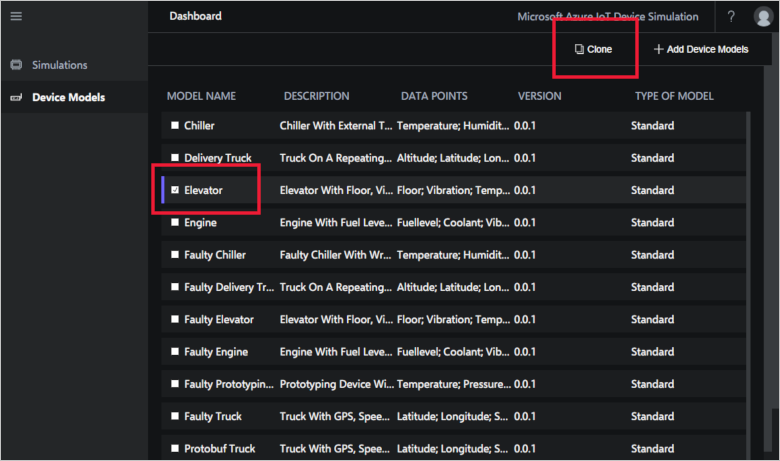 Dashboard
Microsoft Azure IoT Device Simulation
?
Clone
Add Device Models
Simulations
Device Models
MODEL NAME DESCRIPTION DATA POINTS VERSION TYPE OF MODEL
Chiller Chiller With External T... Temperature; Humidit... 0.0.1 Standard
Delivery Truck Truck On A Repeating... Altitude; Latitude; Lon... 0.0.1 Standard
Elevator Elevator With Floor, Vi... Floor; Vibration; Temp... 0.0.1 Standard
Engine Engine With Fuel Leve... Fuellevel; Coolant; Vib... 0.0.1 Standard
Faulty Chiller Faulty Chiller With Wr... Temperature; Humidit... 0.0.1 Standard
Faulty Delivery Tr... Truck On A Repeating... Altitude; Latitude; Lon... 0.0.1 Standard
Faulty Elevator Elevator With Floor, Vi... Floor; Vibration; Temp... 0.0.1 Standard
Faulty Engine Engine With Fuel Leve... Fuellevel; Coolant; Vib... 0.0.1 Standard
Faulty Prototypin... Prototyping Device Wi... Temperature; Pressure... 0.0.1 Standard
Faulty Truck Truck With GPS, Spee... Latitude; Longitude; S... 0.0.1 Standard
Protobuf Truck Truck With GPS, Spee... Latitude; Longitude; S... 0.0.1 Standard